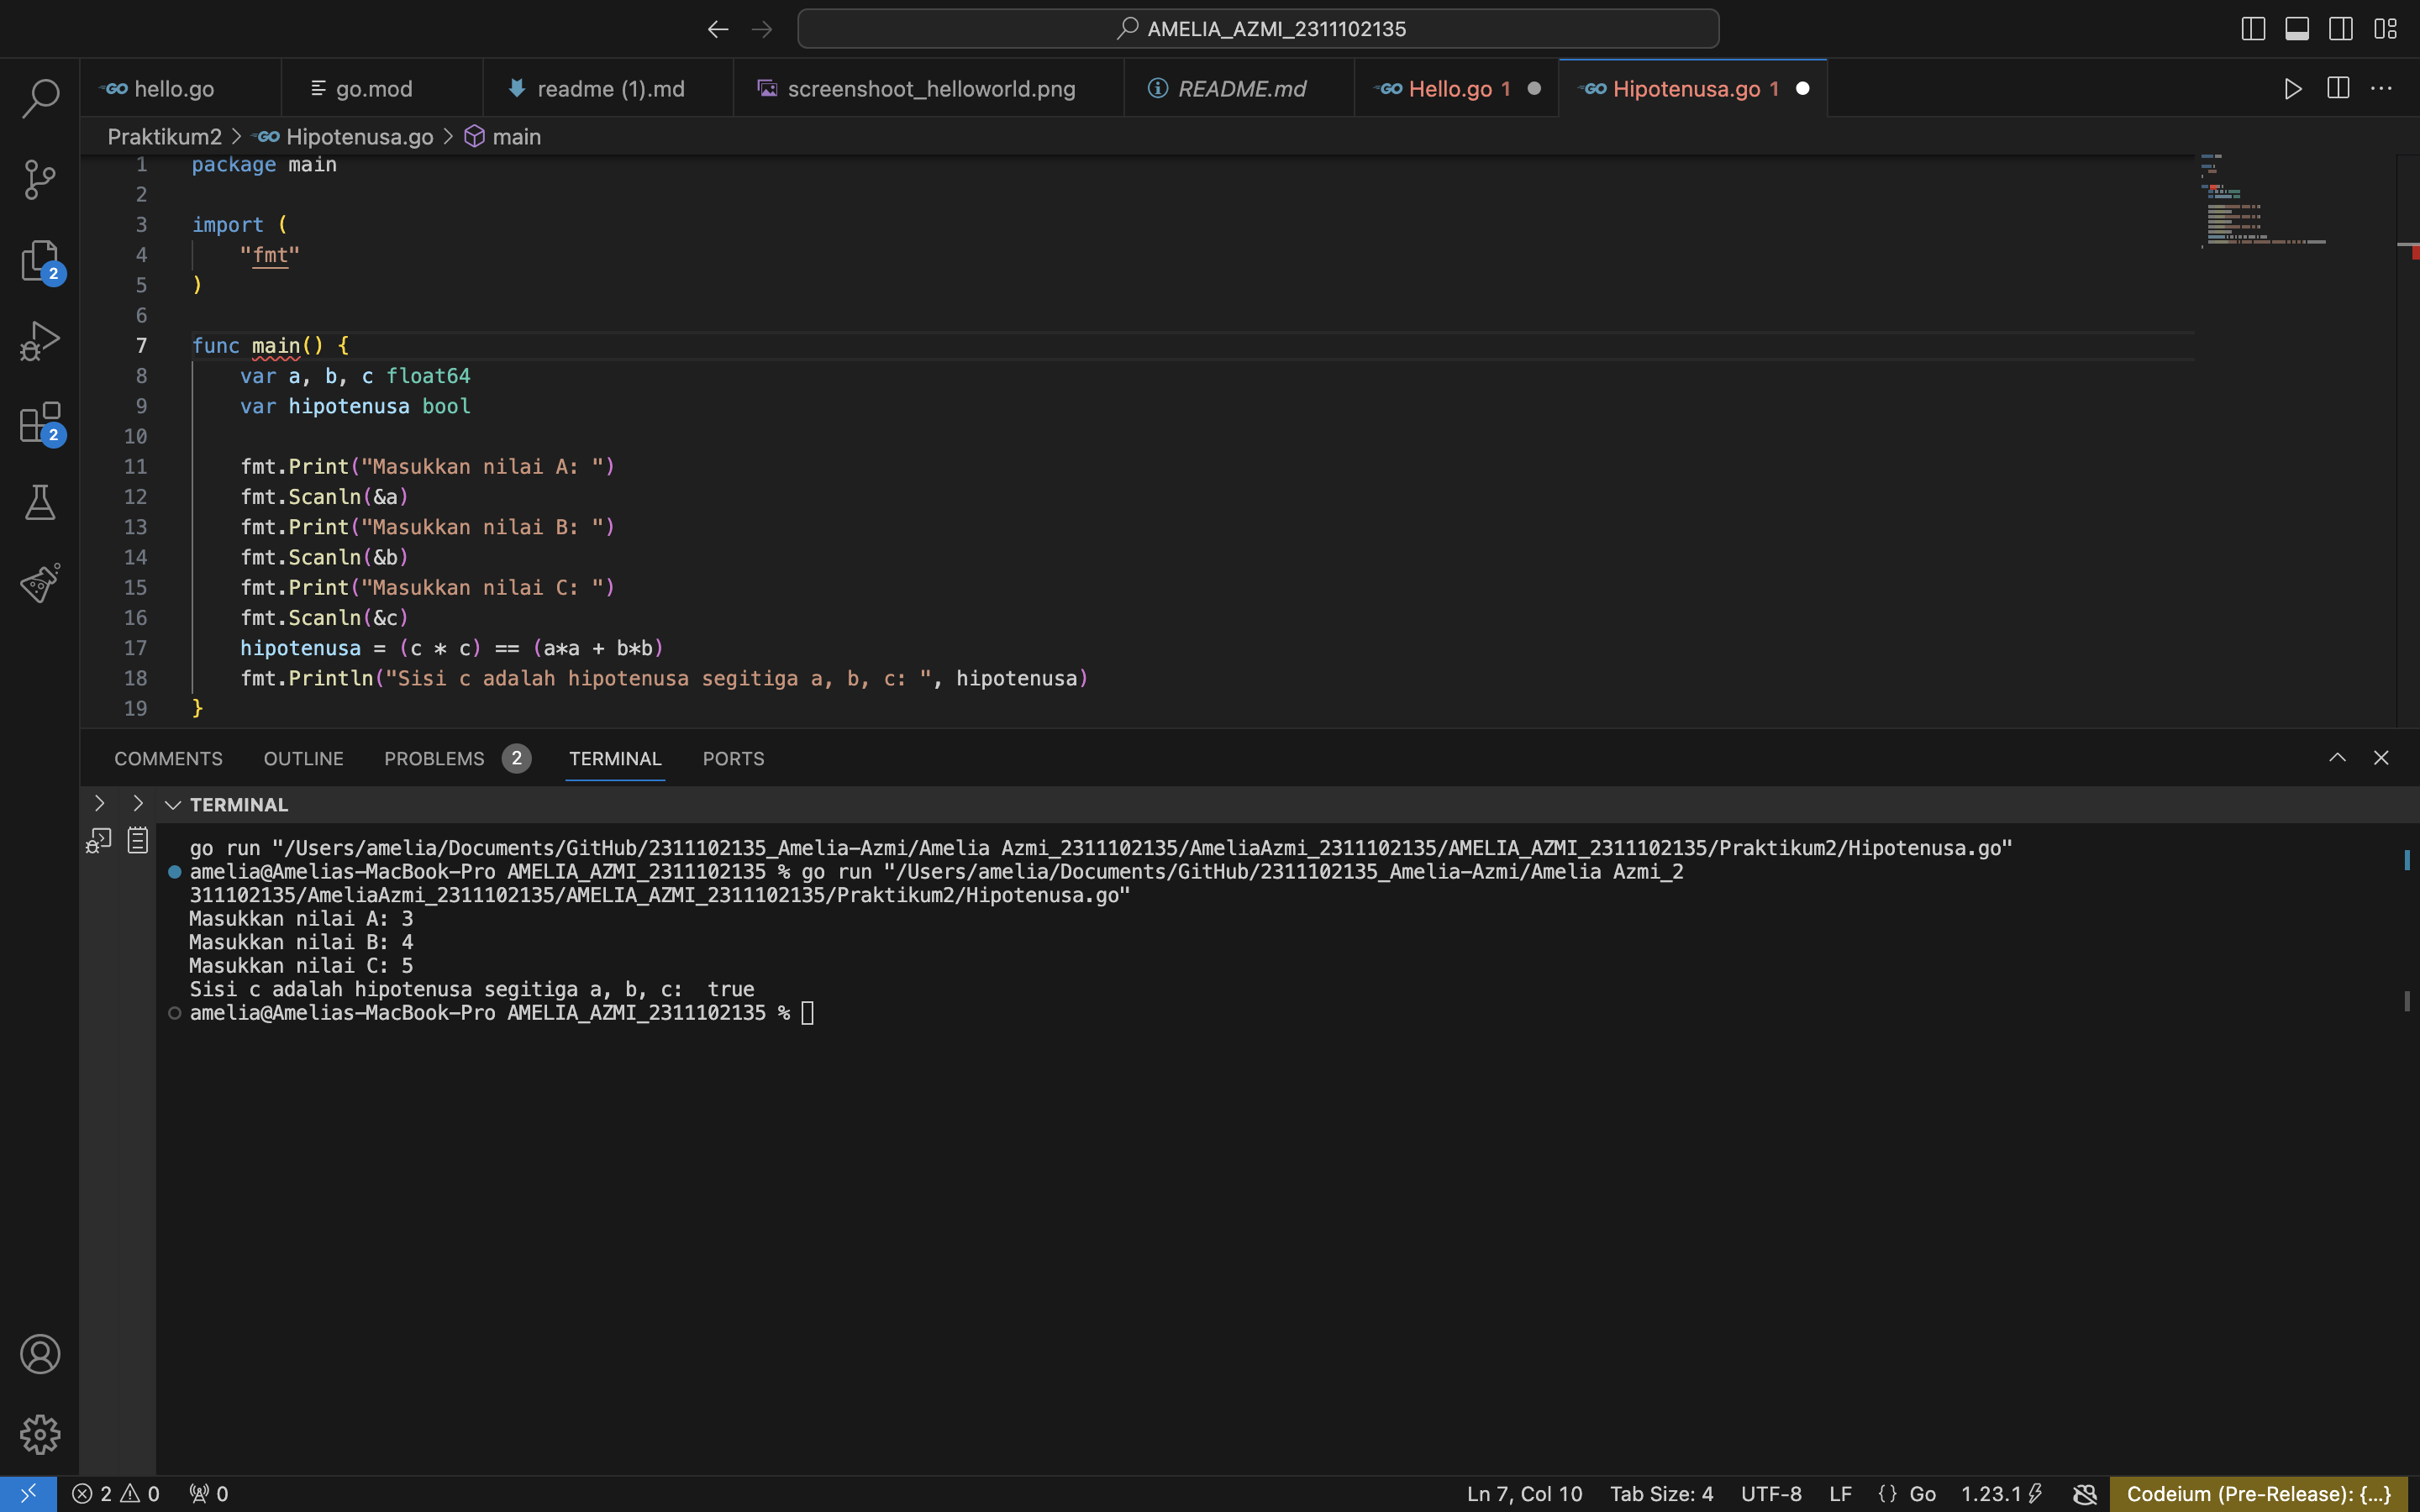 AMELIA_AZMI_2311102135
GO hello.go go.mod readme (1).md screenshoot_helloworld.png README.md GO Hello.go 1 GO Hipotenusa.go 1
Praktikum2 > GO Hipotenusa.go > main
1 package main
2
3 import (
4 "fmt"
5 )
6
7 func main() {
8 var a, b, c float64
9 var hipotenusa bool
10
11 fmt.Print("Masukkan nilai A: ")
12 fmt.Scanln(&a)
13 fmt.Print("Masukkan nilai B: ")
14 fmt.Scanln(&b)
15 fmt.Print("Masukkan nilai C: ")
16 fmt.Scanln(&c)
17 hipotenusa = (c * c) == (a*a + b*b)
18 fmt.Println("Sisi c adalah hipotenusa segitiga a, b, c: ", hipotenusa)
19 }
2
2
COMMENTS OUTLINE PROBLEMS 2 TERMINAL PORTS
TERMINAL
go run "/Users/amelia/Documents/GitHub/2311102135_Amelia-Azmi/Amelia Azmi_2311102135/AmeliaAzmi_2311102135/AMELIA_AZMI_2311102135/Praktikum2/Hipotenusa.go"
amelia@Amelias-MacBook-Pro AMELIA_AZMI_2311102135 % go run "/Users/amelia/Documents/GitHub/2311102135_Amelia-Azmi/Amelia Azmi_2
311102135/AmeliaAzmi_2311102135/AMELIA_AZMI_2311102135/Praktikum2/Hipotenusa.go"
Masukkan nilai A: 3
Masukkan nilai B: 4
Masukkan nilai C: 5
Sisi c adalah hipotenusa segitiga a, b, c:  true
amelia@Amelias-MacBook-Pro AMELIA_AZMI_2311102135 %
2 0 0 Ln 7, Col 10 Tab Size: 4 UTF-8 LF {} Go 1.23.1 Codeium (Pre-Release): {...}